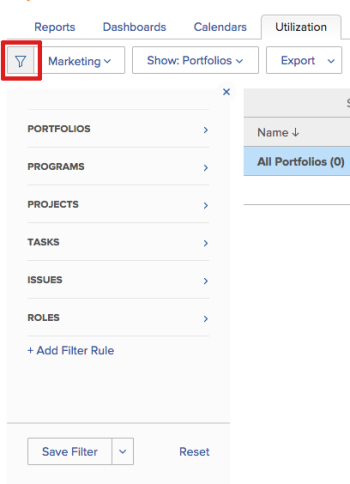 Reports Dashboards Calendars Utilization
Marketing Show: Portfolios Export
Name ↓
PORTFOLIOS
All Portfolios (0)
PROGRAMS
PROJECTS
TASKS
ISSUES
ROLES
+ Add Filter Rule
Save Filter Reset